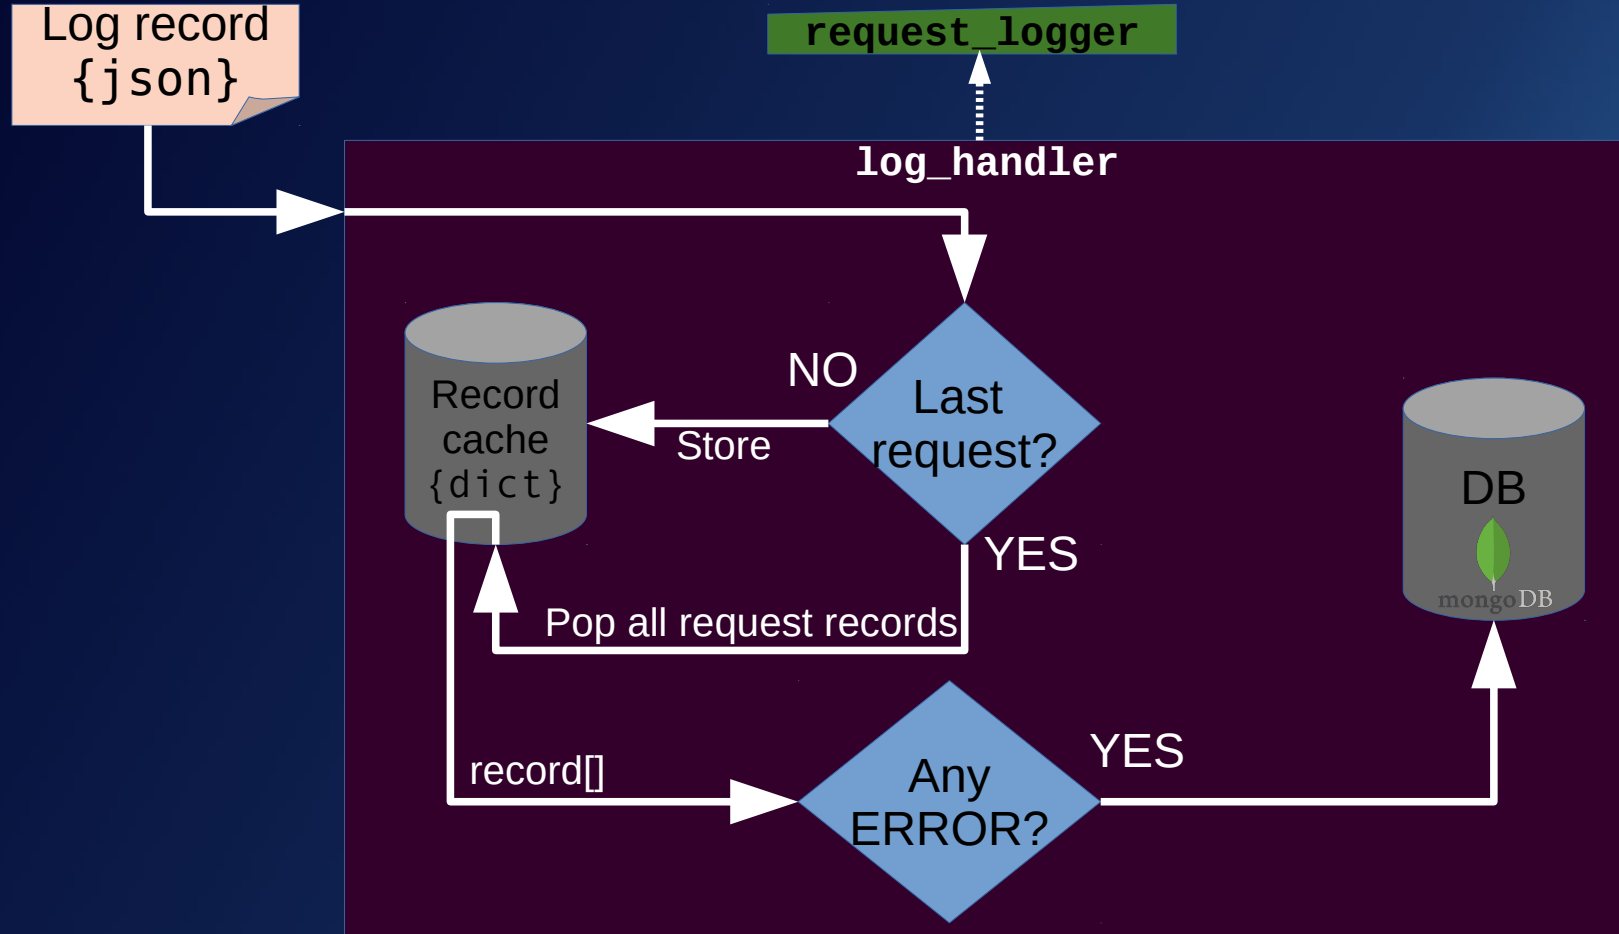 Log record
{json}
request_logger
log_handler
NO
Last
request?
Store
Record
cache
{dict}
DB
mongoDB
YES
Pop all request records
YES
record[]
Any
ERROR?